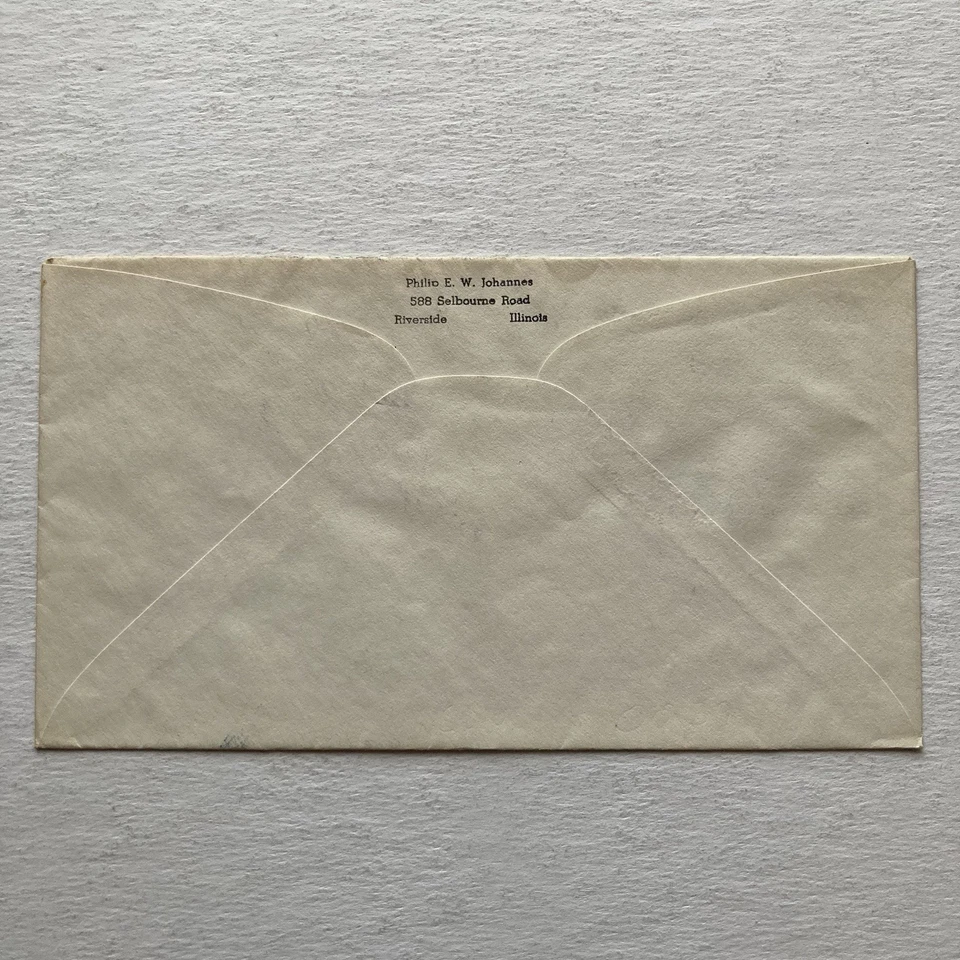 Philip E. W. Johannes
588 Selbourne Road
Riverside Illinois